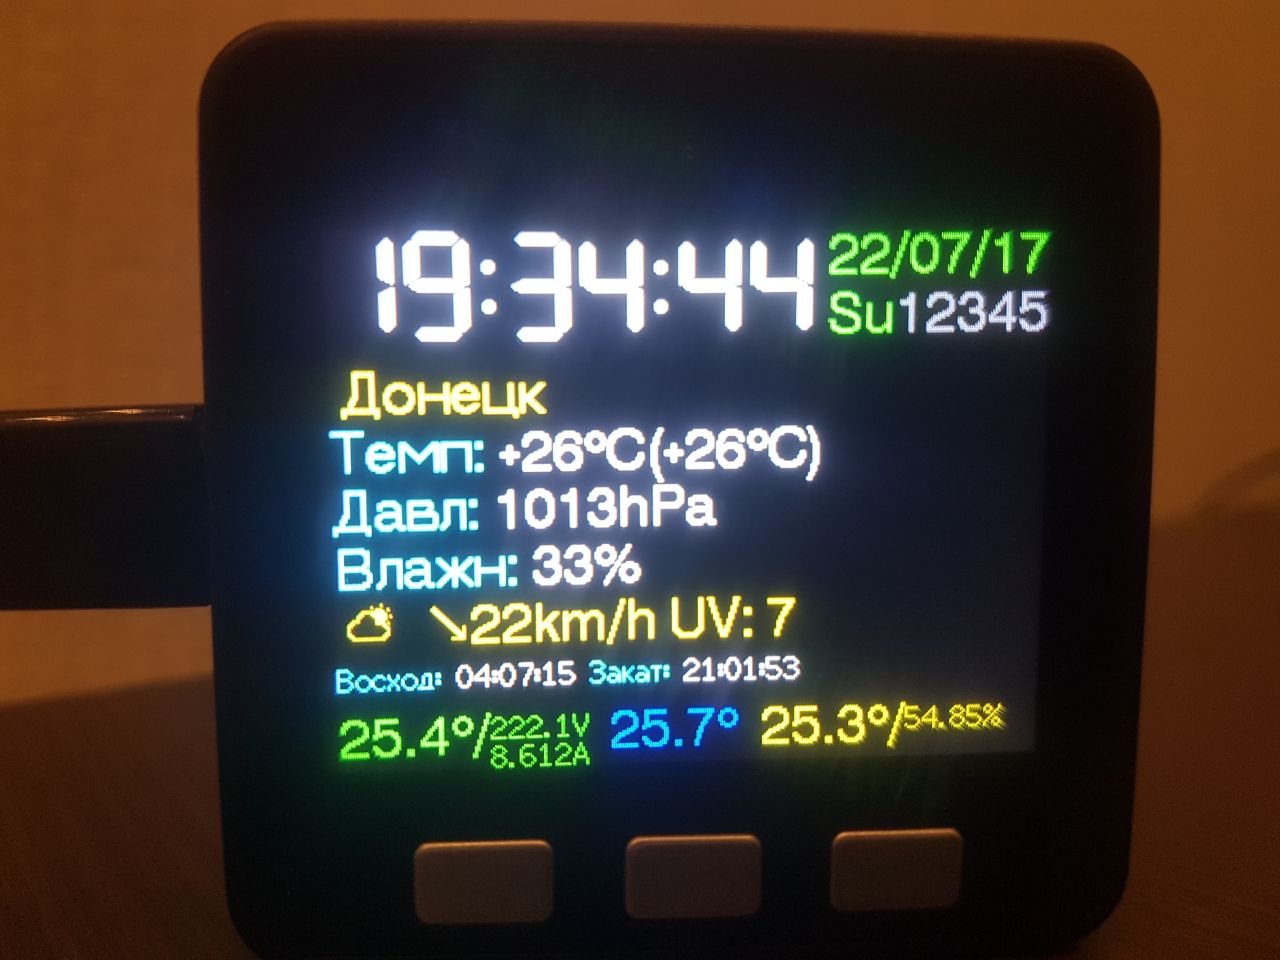 19:34:44 22/07/17
Su12345
Донецк
Темп: +26°C(+26°C)
Давл: 1013hPa
Влажн: 33%
↘22km/h UV: 7
Восход: 04:07:15 Закат: 21:01:53
25.4°/222.1V 25.7° 25.3°/54.85%
8.612A